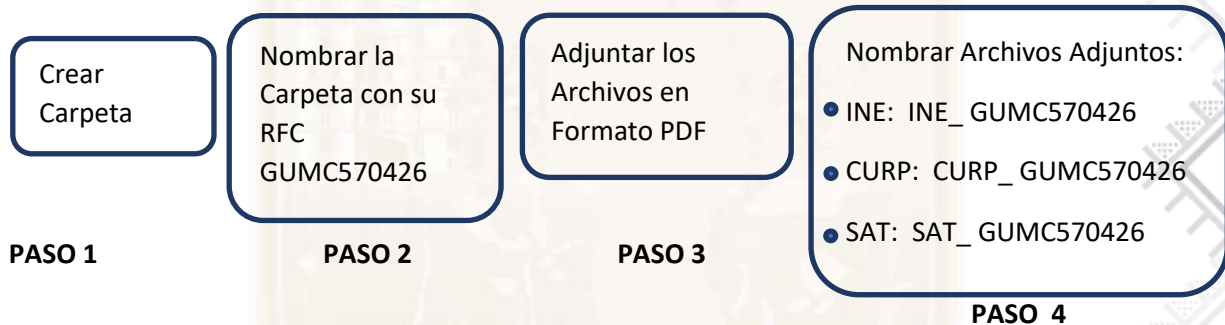 Crear
Carpeta
Nombrar la
Carpeta con su
RFC
GUMC570426
Adjuntar los
Archivos en
Formato PDF
Nombrar Archivos Adjuntos:
INE: INE_ GUMC570426
CURP: CURP_ GUMC570426
SAT: SAT_ GUMC570426
PASO 1
PASO 2
PASO 3
PASO 4